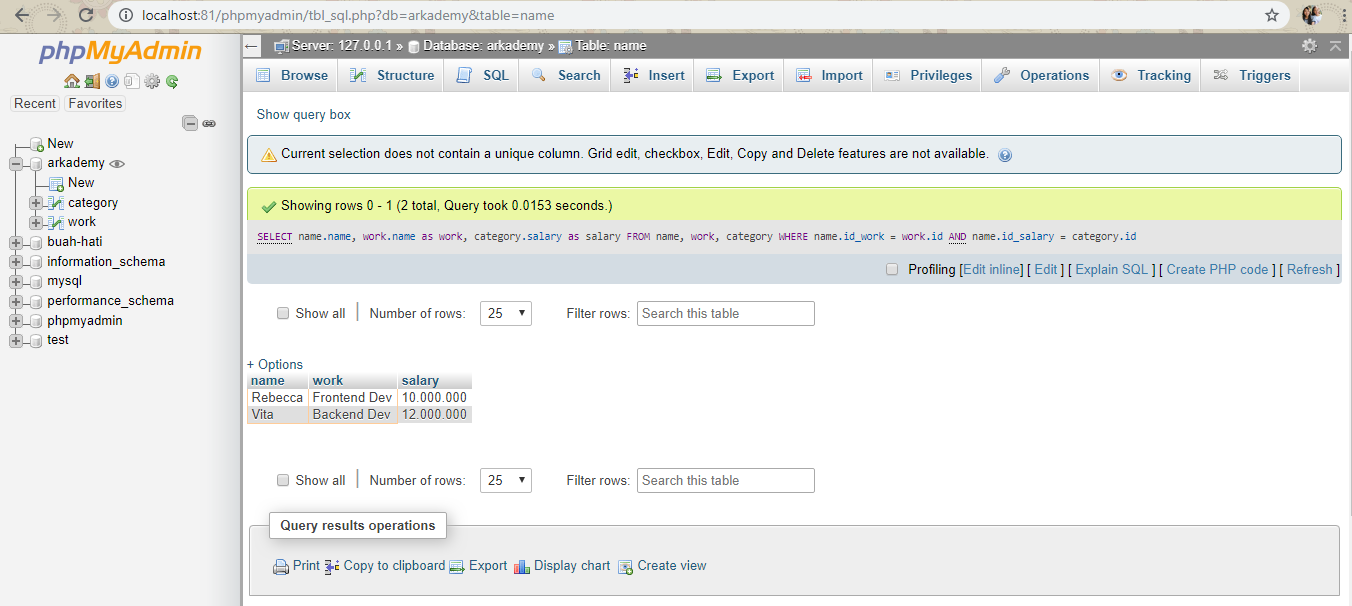 localhost:81/phpmyadmin/tbl_sql.php?db=arkademy&table=name
phpMyAdmin
Recent Favorites
New
arkademy
New
category
work
buah-hati
information_schema
mysql
performance_schema
phpmyadmin
test
Server: 127.0.0.1 » Database: arkademy » Table: name
Browse Structure SQL Search Insert Export Import Privileges Operations Tracking Triggers
Show query box
Current selection does not contain a unique column. Grid edit, checkbox, Edit, Copy and Delete features are not available.
Showing rows 0 - 1 (2 total, Query took 0.0153 seconds.)
SELECT name.name, work.name as work, category.salary as salary FROM name, work, category WHERE name.id_work = work.id AND name.id_salary = category.id
Profiling [Edit inline] [ Edit ] [ Explain SQL ] [ Create PHP code ] [ Refresh ]
Show all | Number of rows: 25 Filter rows: Search this table
+ Options
name work salary
Rebecca Frontend Dev 10.000.000
Vita Backend Dev 12.000.000
Show all | Number of rows: 25 Filter rows: Search this table
Query results operations
Print Copy to clipboard Export Display chart Create view